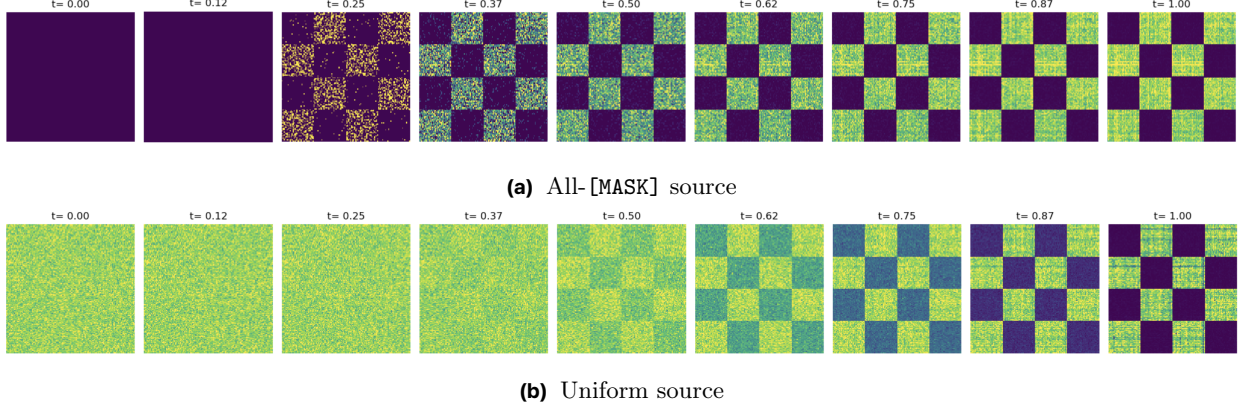 t= 0.00 t= 0.12 t= 0.25 t= 0.37 t= 0.50 t= 0.62 t= 0.75 t= 0.87 t= 1.00
(a) All-[MASK] source
t= 0.00 t= 0.12 t= 0.25 t= 0.37 t= 0.50 t= 0.62 t= 0.75 t= 0.87 t= 1.00
(b) Uniform source